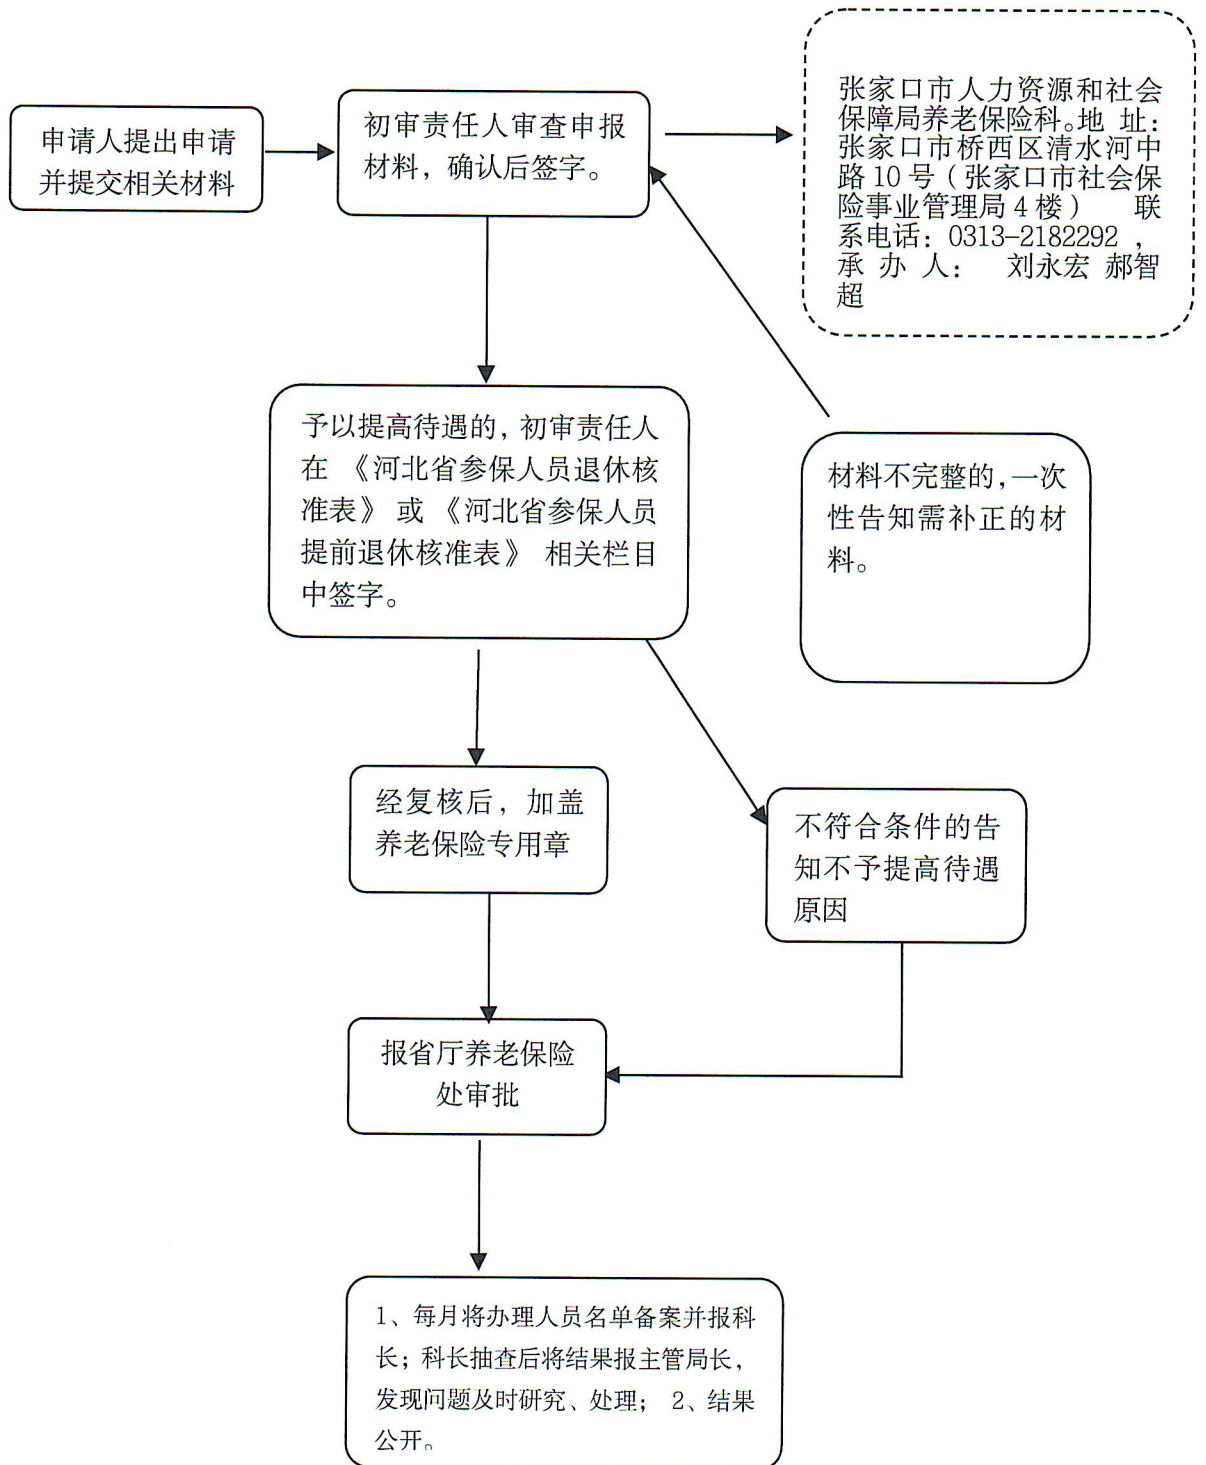 申请人提出申请
并提交相关材料
初审责任人审查申报
材料，确认后签字。
张家口市人力资源和社会
保障局养老保险科。地 址：
张家口市桥西区清水河中
路 10 号（张家口市社会保
险事业管理局 4 楼） 联
系电话：0313-2182292 ，
承 办 人： 刘永宏 郝智
超
予以提高待遇的，初审责任人
在 《河北省参保人员退休核
准表》 或 《河北省参保人员
提前退休核准表》 相关栏目
中签字。
材料不完整的，一次
性告知需补正的材
料。
经复核后，加盖
养老保险专用章
不符合条件的告
知不予提高待遇
原因
报省厅养老保险
处审批
1、每月将办理人员名单备案并报科
长；科长抽查后将结果报主管局长，
发现问题及时研究、处理； 2、结果
公开。